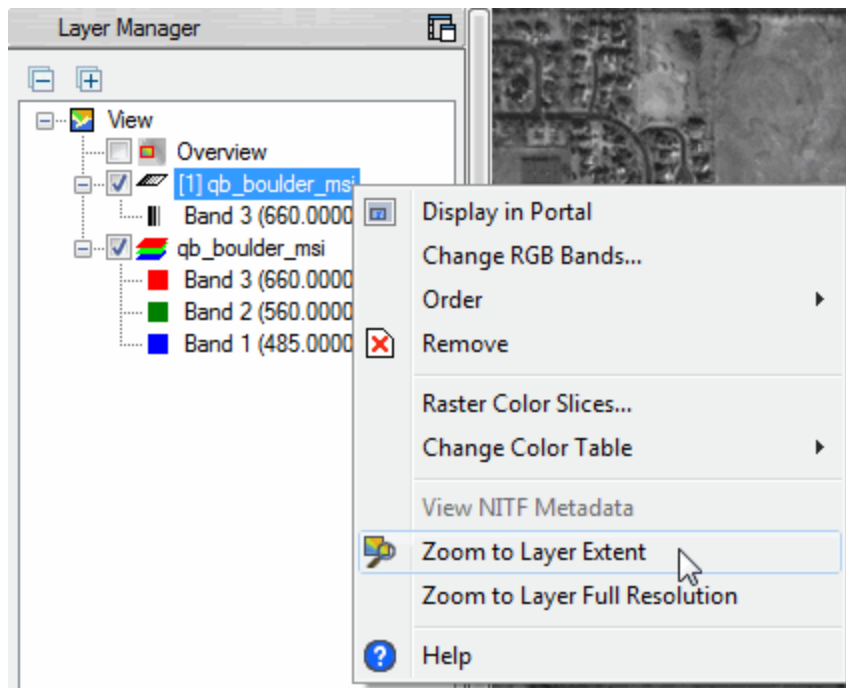 Layer Manager
View
Overview
[1] qb_boulder_msi
Band 3 (660.0000
qb_boulder_msi
Band 3 (660.0000
Band 2 (560.0000
Band 1 (485.0000
Display in Portal
Change RGB Bands...
Order
Remove
Raster Color Slices...
Change Color Table
View NITF Metadata
Zoom to Layer Extent
Zoom to Layer Full Resolution
Help